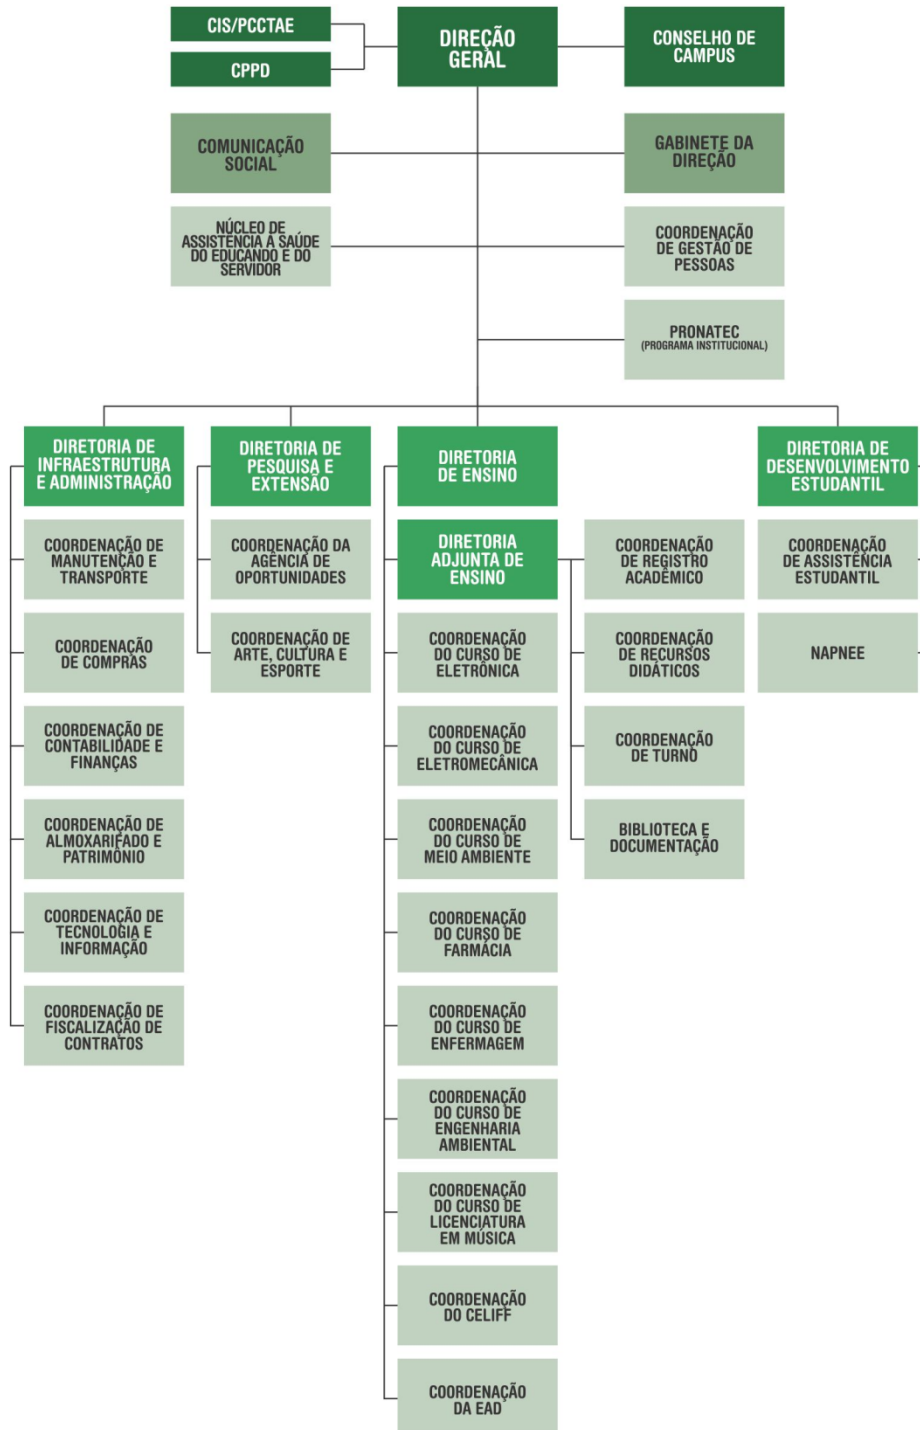 CIS/PCCTAE
CPPD
DIREÇÃO
GERAL
CONSELHO DE
CAMPUS
COMUNICAÇÃO
SOCIAL
GABINETE DA
DIREÇÃO
NÚCLEO DE
ASSISTÊNCIA À SAÚDE
DO EDUCANDO E DO
SERVIDOR
COORDENAÇÃO
DE GESTÃO DE
PESSOAS
PRONATEC
(PROGRAMA INSTITUCIONAL)
DIRETORIA DE
INFRAESTRUTURA
E ADMINISTRAÇÃO
COORDENAÇÃO DE
MANUTENÇÃO E
TRANSPORTE
COORDENAÇÃO
DE COMPRAS
COORDENAÇÃO DE
CONTABILIDADE E
FINANÇAS
COORDENAÇÃO DE
ALMOXARIFADO E
PATRIMÔNIO
COORDENAÇÃO DE
TECNOLOGIA E
INFORMAÇÃO
COORDENAÇÃO DE
FISCALIZAÇÃO DE
CONTRATOS
DIRETORIA DE
PESQUISA E
EXTENSÃO
COORDENAÇÃO DA
AGÊNCIA DE
OPORTUNIDADES
COORDENAÇÃO DE
ARTE, CULTURA E
ESPORTE
DIRETORIA
DE ENSINO
DIRETORIA
ADJUNTA DE
ENSINO
COORDENAÇÃO
DO CURSO DE
ELETRÔNICA
COORDENAÇÃO
DO CURSO DE
ELETROMECÂNICA
COORDENAÇÃO
DO CURSO DE
MEIO AMBIENTE
COORDENAÇÃO
DO CURSO DE
FARMÁCIA
COORDENAÇÃO
DO CURSO DE
ENFERMAGEM
COORDENAÇÃO
DO CURSO DE
ENGENHARIA
AMBIENTAL
COORDENAÇÃO
DO CURSO DE
LICENCIATURA
EM MÚSICA
COORDENAÇÃO
DO CELIFF
COORDENAÇÃO
DA EAD
COORDENAÇÃO
DE REGISTRO
ACADÊMICO
COORDENAÇÃO
DE RECURSOS
DIDÁTICOS
COORDENAÇÃO
DE TURNO
BIBLIOTECA E
DOCUMENTAÇÃO
DIRETORIA DE
DESENVOLVIMENTO
ESTUDANTIL
COORDENAÇÃO
DE ASSISTÊNCIA
ESTUDANTIL
NAPNEE